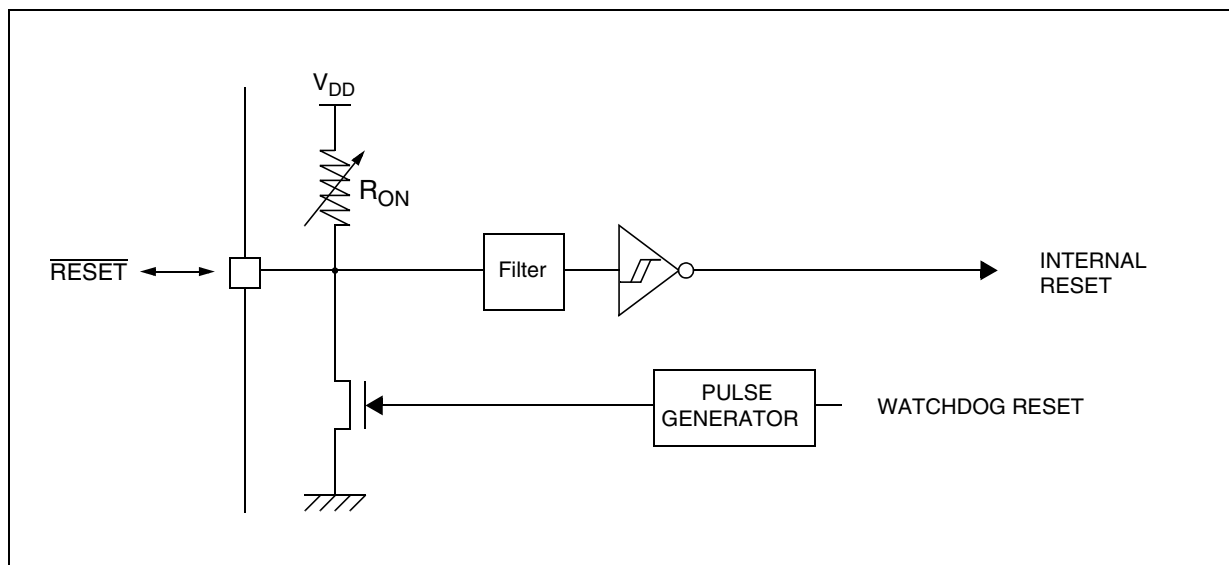 V_DD
R_ON
RESET
Filter
INTERNAL
RESET
PULSE
GENERATOR
WATCHDOG RESET